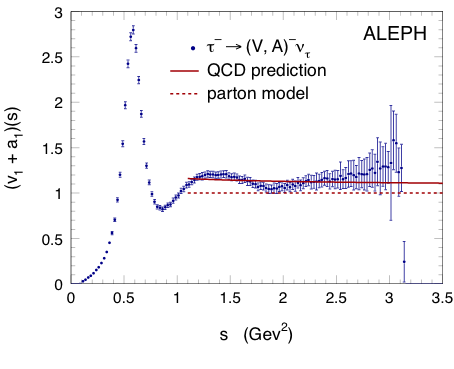 ALEPH
τ⁻ → (V, A)⁻ντ
QCD prediction
parton model
(v₁ + a₁)(s)
3
2.5
2
1.5
1
0.5
0
0 0.5 1 1.5 2 2.5 3 3.5
s (Gev²)